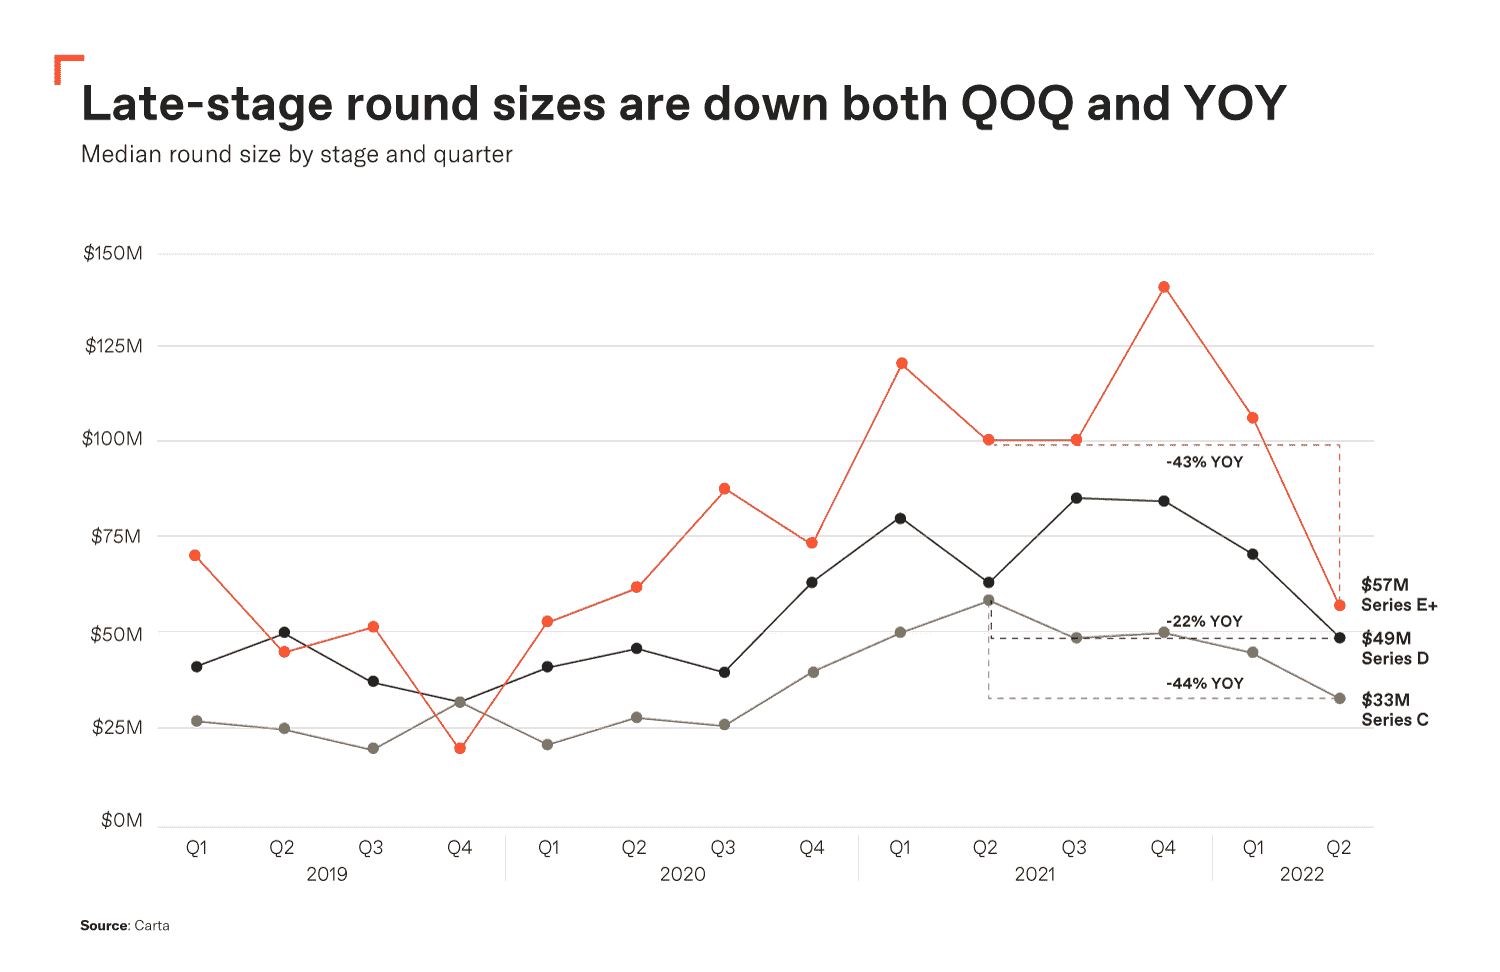 Late-stage round sizes are down both QOQ and YOY
Median round size by stage and quarter
$150M
$125M
$100M
$75M
$50M
$25M
$0M
-43% YOY
-22% YOY
-44% YOY
$57M
Series E+
$49M
Series D
$33M
Series C
Q1 Q2 Q3 Q4 Q1 Q2 Q3 Q4 Q1 Q2 Q3 Q4 Q1 Q2
2019 2020 2021 2022
Source: Carta